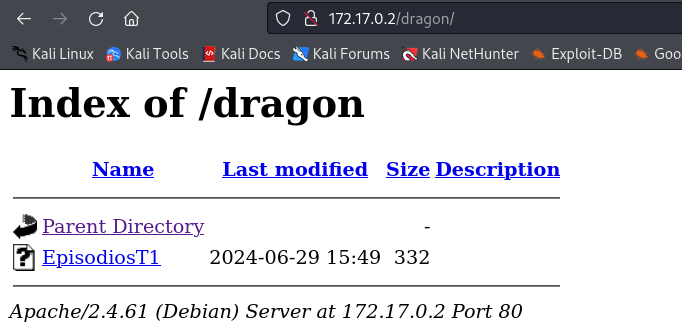 172.17.0.2/dragon/
Kali Linux Kali Tools Kali Docs Kali Forums Kali NetHunter Exploit-DB Goo
Index of /dragon
Name Last modified Size Description
Parent Directory -
EpisodiosT1 2024-06-29 15:49 332
Apache/2.4.61 (Debian) Server at 172.17.0.2 Port 80